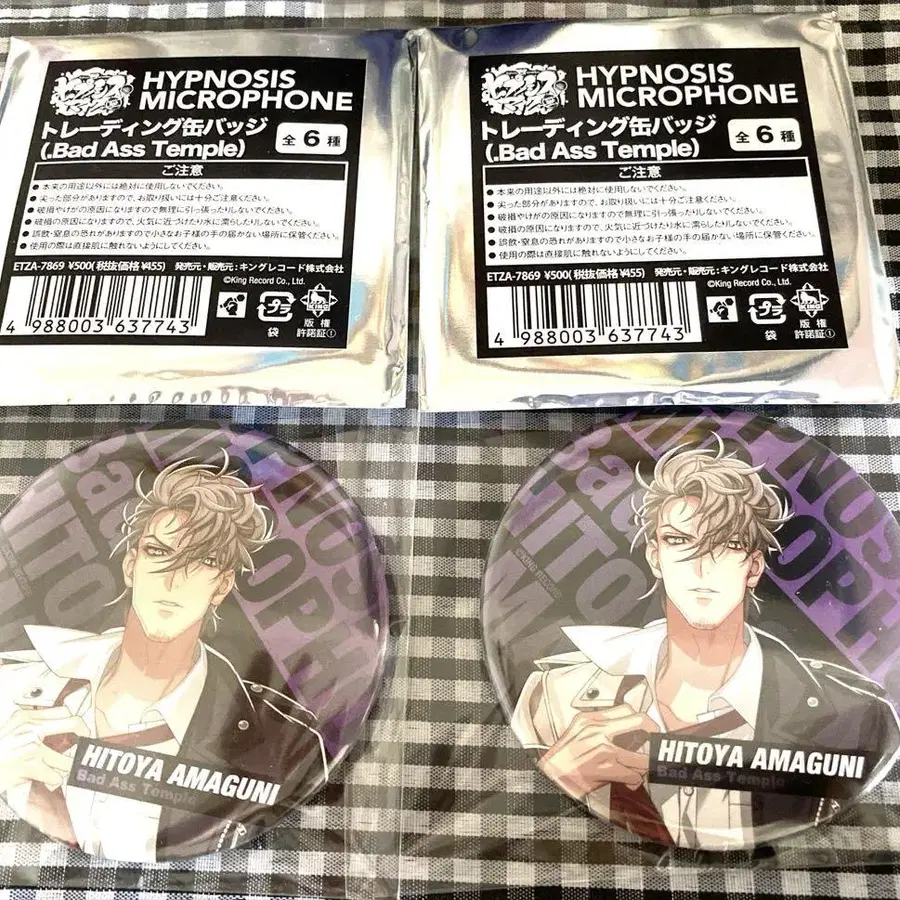 HYPNOSIS
MICROPHONE
トレーディング缶バッジ
(.Bad Ass Temple)
全6種
ご注意
●本来の用途以外には絶対に使用しないでください。
●尖った部分がありますので、お取り扱いには十分ご注意ください。
●破損やけがの原因になりますので無理に引っ張ったりしないでください。
●破損の原因になりますので、火気に近づけたり水に濡らしたりしないでください。
●誤飲・窒息の恐れがありますので小さなお子様の手の届かない場所に保管ください。
●使用の際は直接肌に触れないようにしてください。
ETZA-7869 ¥500(税抜価格 ¥455) 発売元・販売元:キングレコード株式会社
©King Record Co., Ltd.
4 988003 637743
プラ
袋
KING
版権
許諾証①
HYPNOSIS
MICROPHONE
トレーディング缶バッジ
(.Bad Ass Temple)
全6種
ご注意
●本来の用途以外には絶対に使用しないでください。
●尖った部分がありますので、お取り扱いには十分ご注意ください。
●破損やけがの原因になりますので無理に引っ張ったりしないでください。
●破損の原因になりますので、火気に近づけたり水に濡らしたりしないでください。
●誤飲・窒息の恐れがありますので小さなお子様の手の届かない場所に保管ください。
●使用の際は直接肌に触れないようにしてください。
ETZA-7869 ¥500(税抜価格 ¥455) 発売元・販売元:キングレコード株式会社
©King Record Co., Ltd.
4 988003 637743
プラ
袋
KING
版権
許諾証①
HITOYA AMAGUNI
Bad Ass Temple
HITOYA AMAGUNI
Bad Ass Temple
©KING RECORD